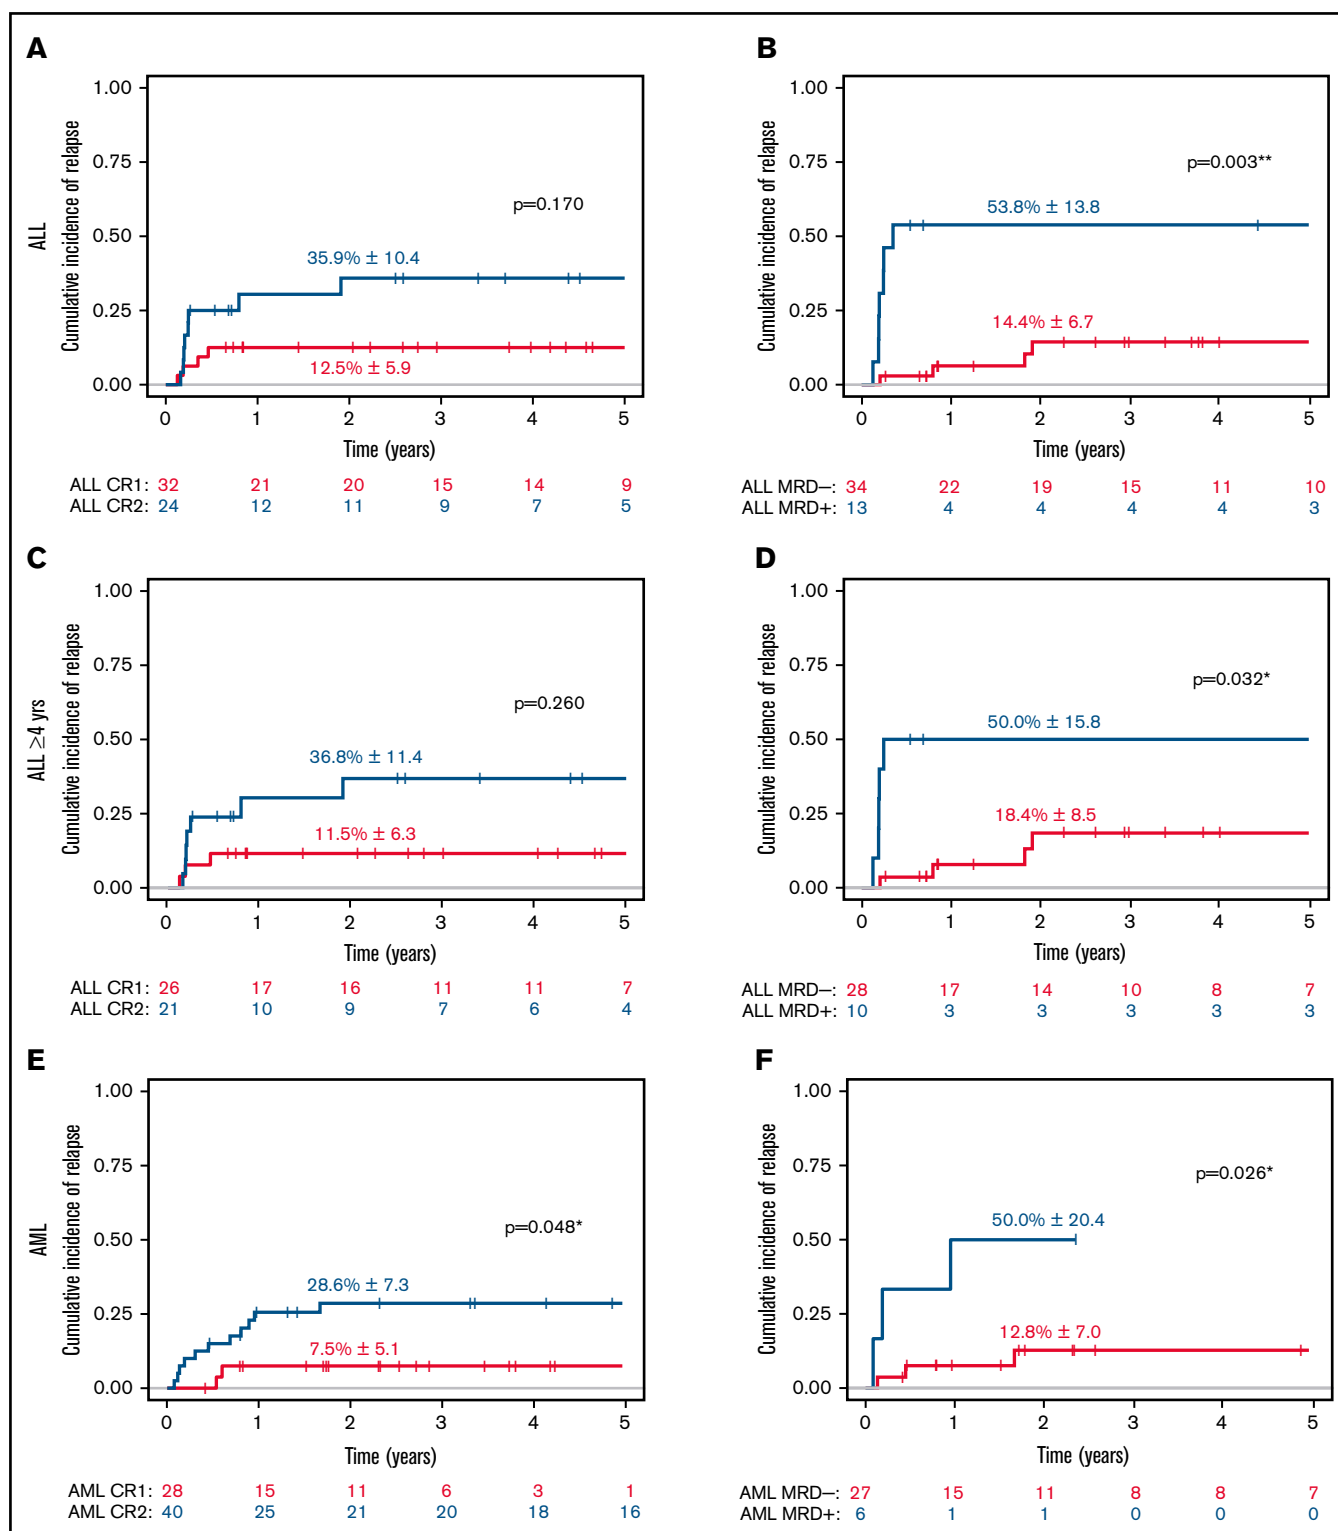 A
ALL
Cumulative incidence of relapse
1.00
0.75
0.50
0.25
0.00
p=0.170
35.9% ± 10.4
12.5% ± 5.9
0 1 2 3 4 5
Time (years)
ALL CR1: 32 21 20 15 14 9
ALL CR2: 24 12 11 9 7 5
B
Cumulative incidence of relapse
1.00
0.75
0.50
0.25
0.00
p=0.003**
53.8% ± 13.8
14.4% ± 6.7
0 1 2 3 4 5
Time (years)
ALL MRD–: 34 22 19 15 11 10
ALL MRD+: 13 4 4 4 4 3
C
ALL ≥4 yrs
Cumulative incidence of relapse
1.00
0.75
0.50
0.25
0.00
p=0.260
36.8% ± 11.4
11.5% ± 6.3
0 1 2 3 4 5
Time (years)
ALL CR1: 26 17 16 11 11 7
ALL CR2: 21 10 9 7 6 4
D
Cumulative incidence of relapse
1.00
0.75
0.50
0.25
0.00
p=0.032*
50.0% ± 15.8
18.4% ± 8.5
0 1 2 3 4 5
Time (years)
ALL MRD–: 28 17 14 10 8 7
ALL MRD+: 10 3 3 3 3 3
E
AML
Cumulative incidence of relapse
1.00
0.75
0.50
0.25
0.00
p=0.048*
28.6% ± 7.3
7.5% ± 5.1
0 1 2 3 4 5
Time (years)
AML CR1: 28 15 11 6 3 1
AML CR2: 40 25 21 20 18 16
F
Cumulative incidence of relapse
1.00
0.75
0.50
0.25
0.00
p=0.026*
50.0% ± 20.4
12.8% ± 7.0
0 1 2 3 4 5
Time (years)
AML MRD–: 27 15 11 8 8 7
AML MRD+: 6 1 1 0 0 0